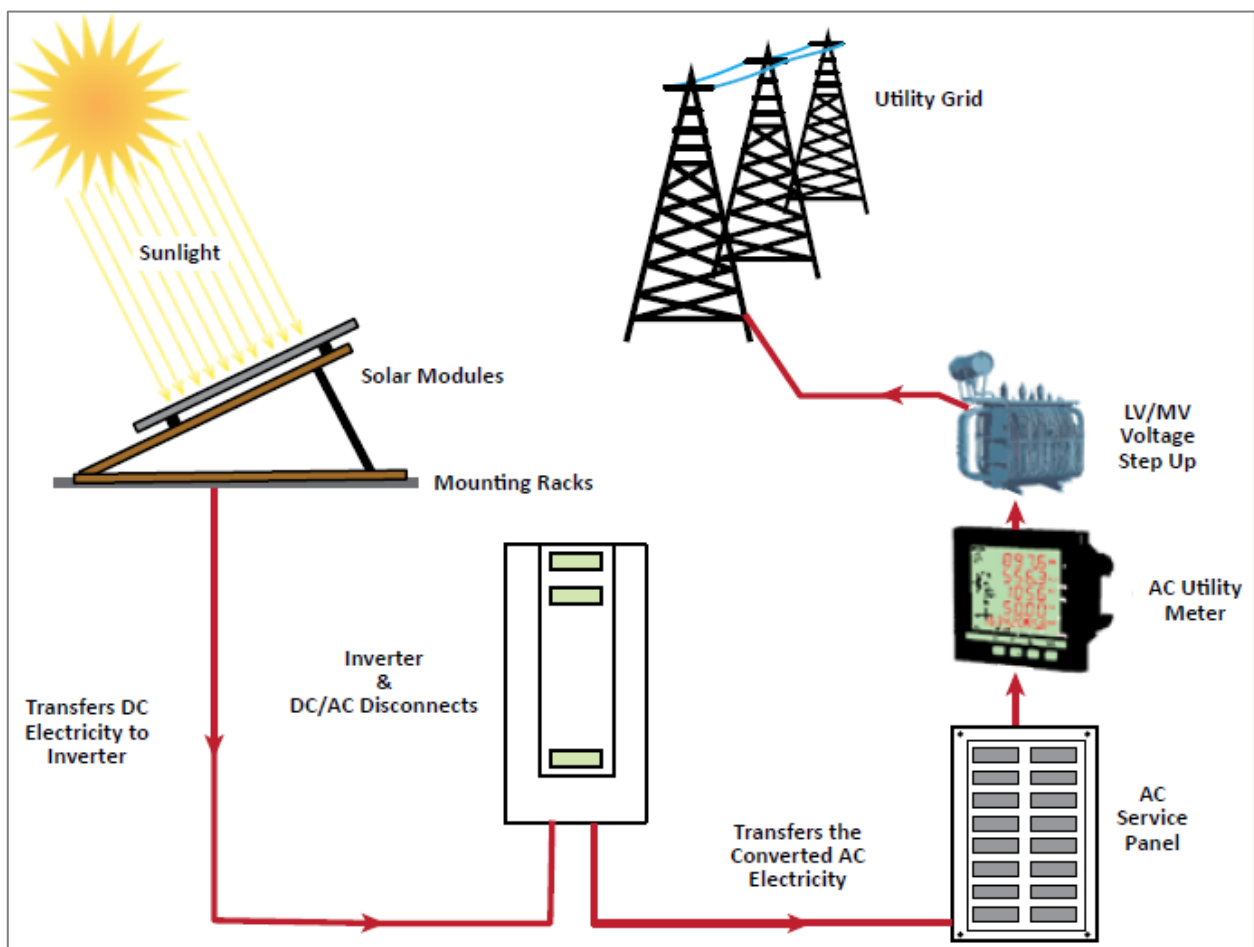 Utility Grid
Sunlight
Solar Modules
LV/MV
Voltage
Step Up
Mounting Racks
AC Utility
Meter
Inverter
&
DC/AC Disconnects
Transfers DC
Electricity to
Inverter
AC
Service
Panel
Transfers the
Converted AC
Electricity